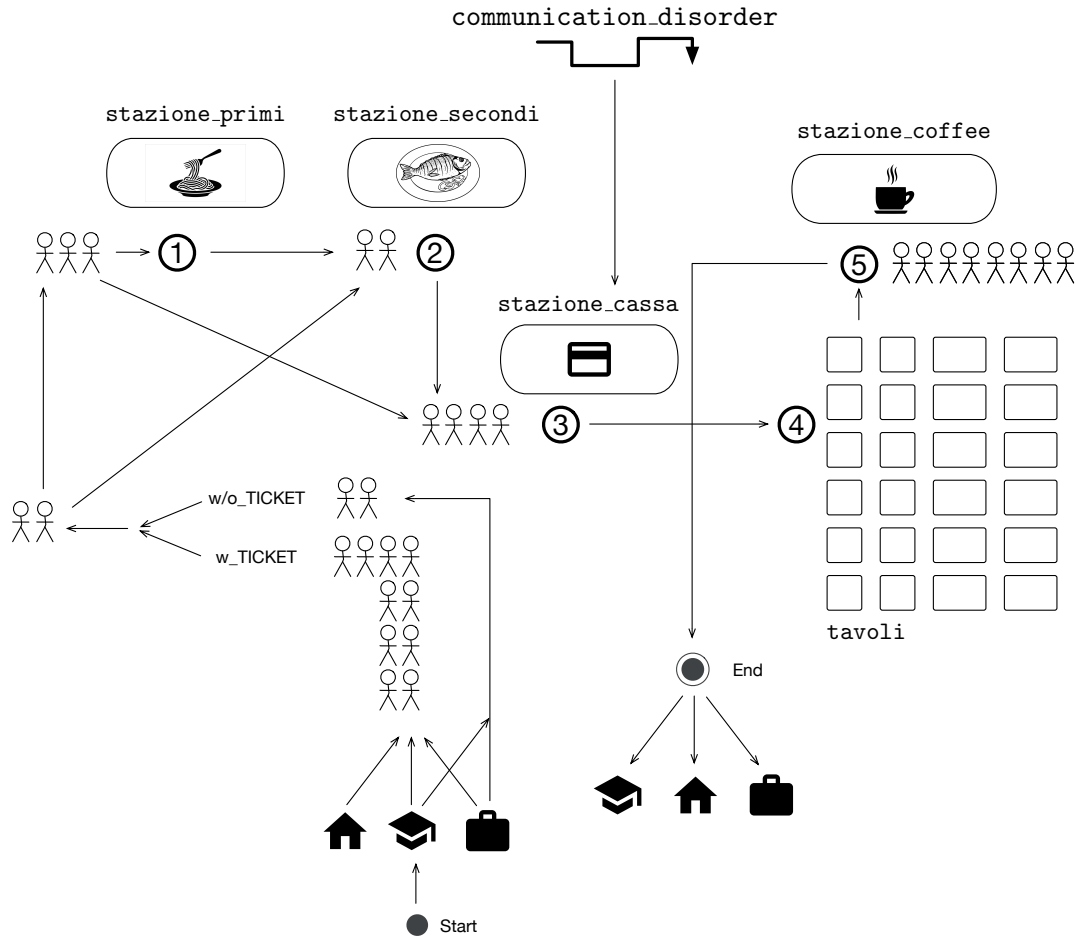 communication_disorder
stazione_primi
stazione_secondi
stazione_coffee
1
2
5
stazione_cassa
3
4
w/o_TICKET
w_TICKET
tavoli
End
Start